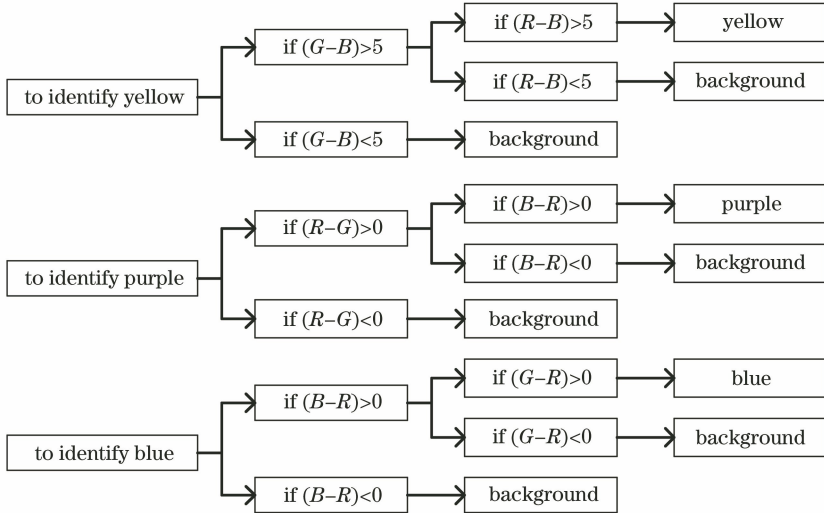 to identify yellow
if (G–B)>5
if (R–B)>5
yellow
if (R–B)<5
background
if (G–B)<5
background
to identify purple
if (R–G)>0
if (B–R)>0
purple
if (B–R)<0
background
if (R–G)<0
background
to identify blue
if (B–R)>0
if (G–R)>0
blue
if (G–R)<0
background
if (B–R)<0
background